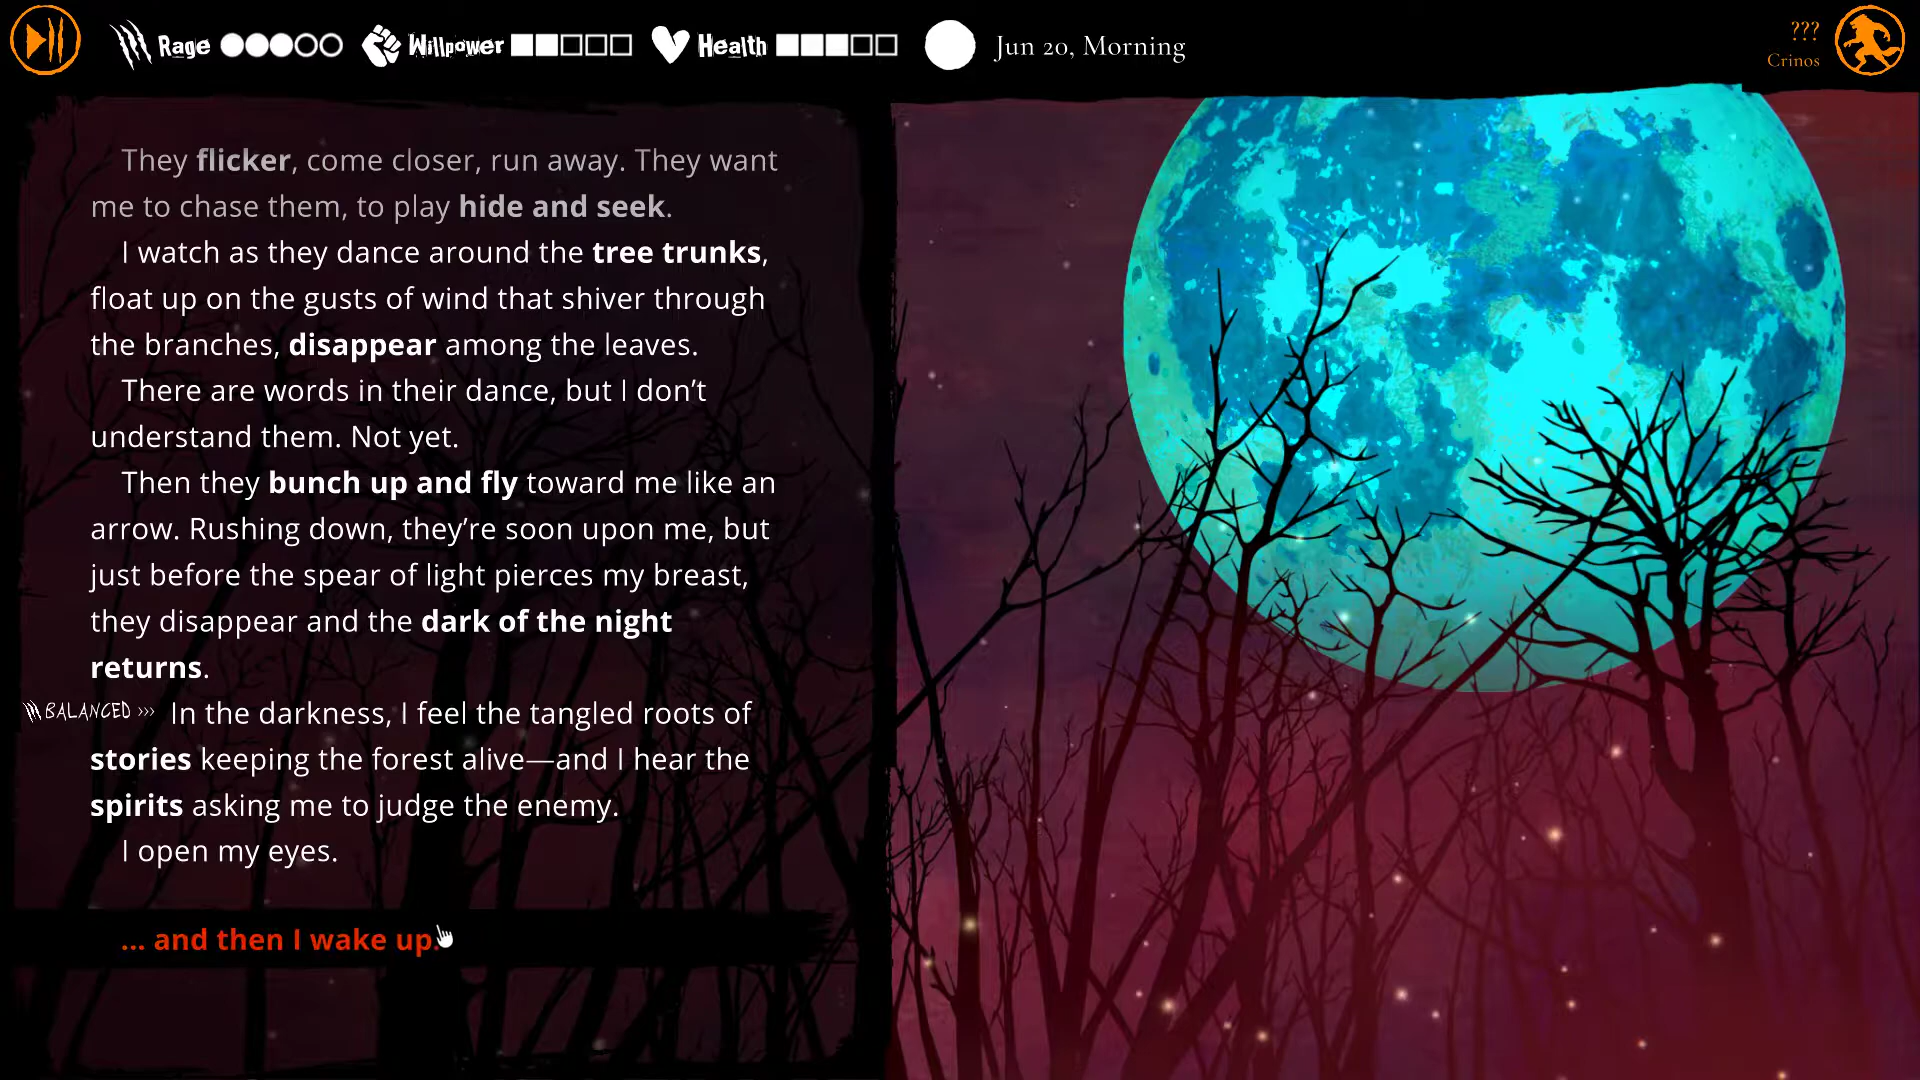 Rage
Willpower
Health
Jun 20, Morning
???
Crinos
They flicker, come closer, run away. They want
me to chase them, to play hide and seek.
I watch as they dance around the tree trunks,
float up on the gusts of wind that shiver through
the branches, disappear among the leaves.
There are words in their dance, but I don’t
understand them. Not yet.
Then they bunch up and fly toward me like an
arrow. Rushing down, they’re soon upon me, but
just before the spear of light pierces my breast,
they disappear and the dark of the night
returns.
BALANCED ››› In the darkness, I feel the tangled roots of
stories keeping the forest alive—and I hear the
spirits asking me to judge the enemy.
I open my eyes.
... and then I wake up.